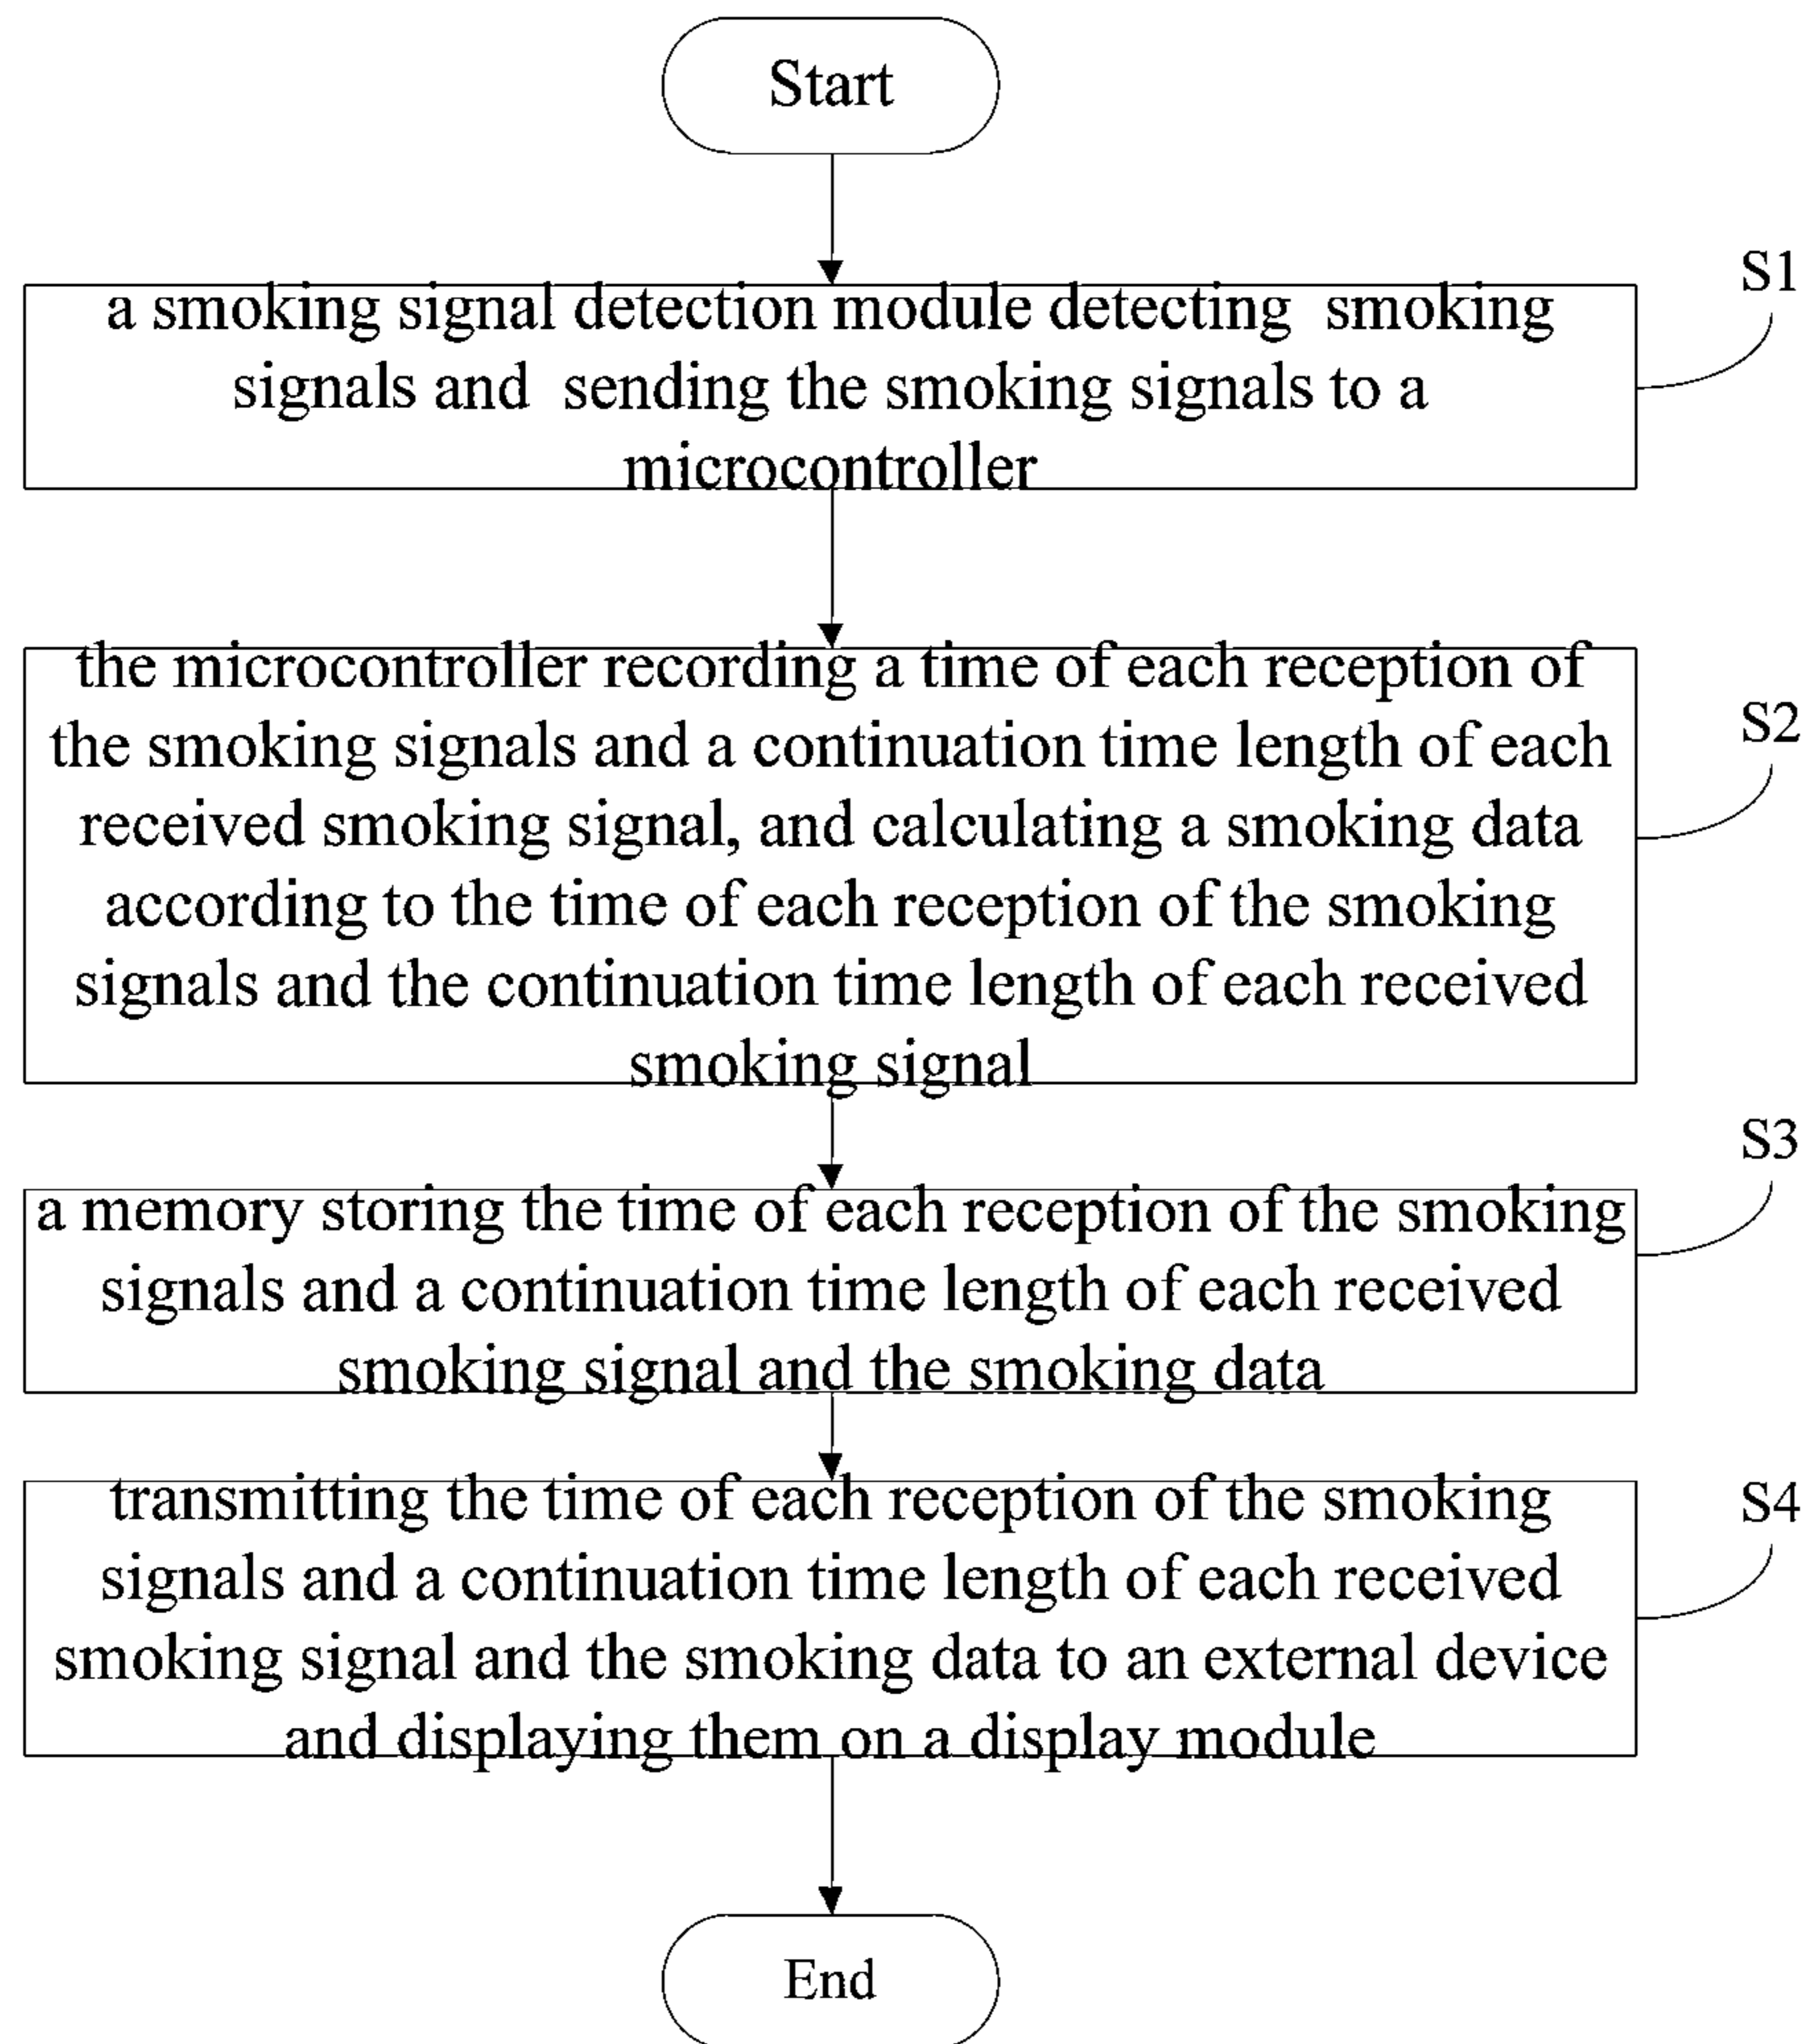 Start
S1
a smoking signal detection module detecting smoking
signals and sending the smoking signals to a
microcontroller
S2
the microcontroller recording a time of each reception of
the smoking signals and a continuation time length of each
received smoking signal, and calculating a smoking data
according to the time of each reception of the smoking
signals and the continuation time length of each received
smoking signal
S3
a memory storing the time of each reception of the smoking
signals and a continuation time length of each received
smoking signal and the smoking data
S4
transmitting the time of each reception of the smoking
signals and a continuation time length of each received
smoking signal and the smoking data to an external device
and displaying them on a display module
End